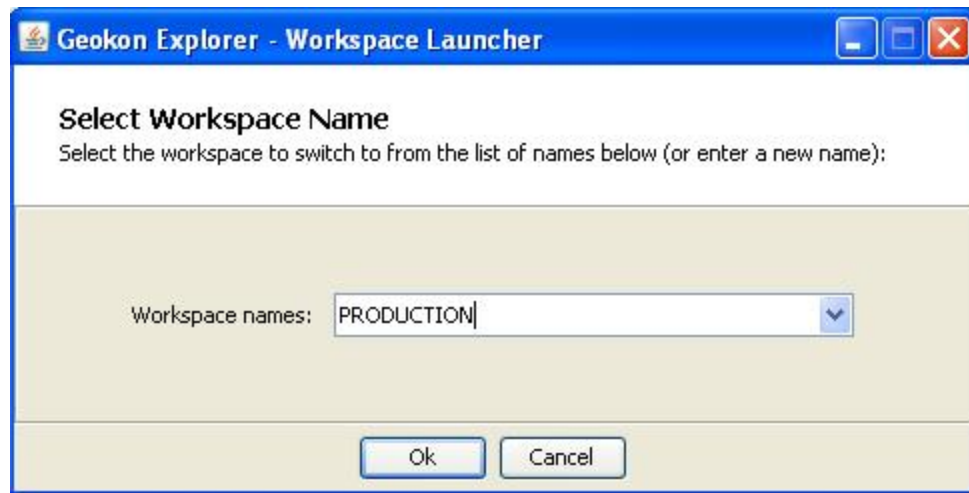 Geokon Explorer - Workspace Launcher
Select Workspace Name
Select the workspace to switch to from the list of names below (or enter a new name):
Workspace names: PRODUCTION
Ok Cancel